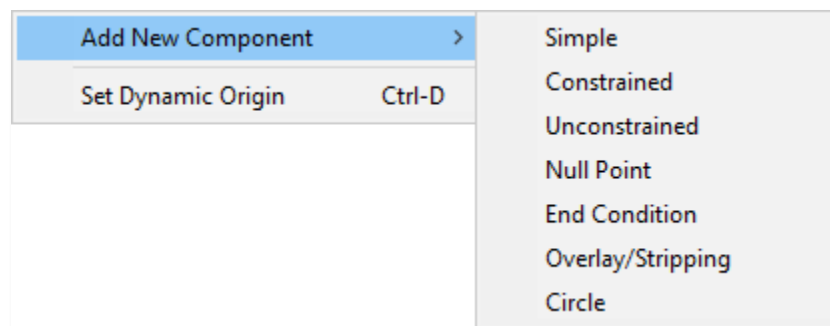 Add New Component >
Set Dynamic Origin Ctrl-D
Simple
Constrained
Unconstrained
Null Point
End Condition
Overlay/Stripping
Circle